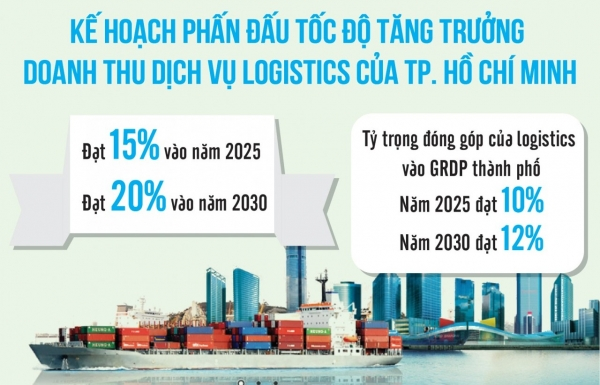 KẾ HOẠCH PHẤN ĐẤU TỐC ĐỘ TĂNG TRƯỞNG
DOANH THU DỊCH VỤ LOGISTICS CỦA TP. HỒ CHÍ MINH
Đạt 15% vào năm 2025
Đạt 20% vào năm 2030
Tỷ trọng đóng góp của logistics
vào GRDP thành phố
Năm 2025 đạt 10%
Năm 2030 đạt 12%